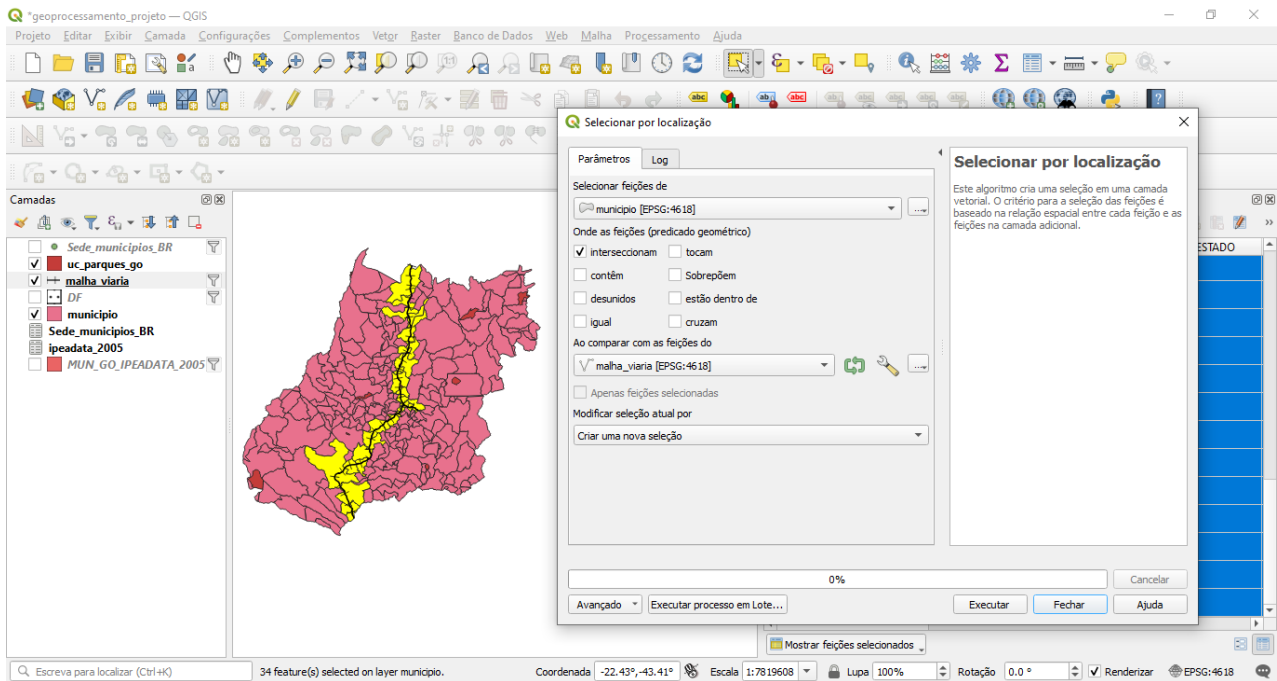 *geoprocessamento_projeto — QGIS
Projeto Editar Exibir Camada Configurações Complementos Vetor Raster Banco de Dados Web Malha Processamento Ajuda
abc
ab
abc
Camadas
Sede_municipios_BR
uc_parques_go
malha_viaria
DF
municipio
Sede_municipios_BR
ipeadata_2005
MUN_GO_IPEADATA_2005
Selecionar por localização
Parâmetros Log
Selecionar feições de
municipio [EPSG:4618]
Onde as feições (predicado geométrico)
interseccionam tocam
contêm Sobrepõem
desunidos estão dentro de
igual cruzam
Ao comparar com as feições do
malha_viaria [EPSG:4618]
Apenas feições selecionadas
Modificar seleção atual por
Criar uma nova seleção
Selecionar por localização
Este algoritmo cria uma seleção em uma camada
vetorial. O critério para a seleção das feições é
baseado na relação espacial entre cada feição e as
feições na camada adicional.
0%
Cancelar
Avançado Executar processo em Lote... Executar Fechar Ajuda
ESTADO
Mostrar feições selecionados
Escreva para localizar (Ctrl+K) 34 feature(s) selected on layer municipio. Coordenada -22.43°,-43.41° Escala 1:7819608 Lupa 100% Rotação 0.0 ° Renderizar EPSG:4618